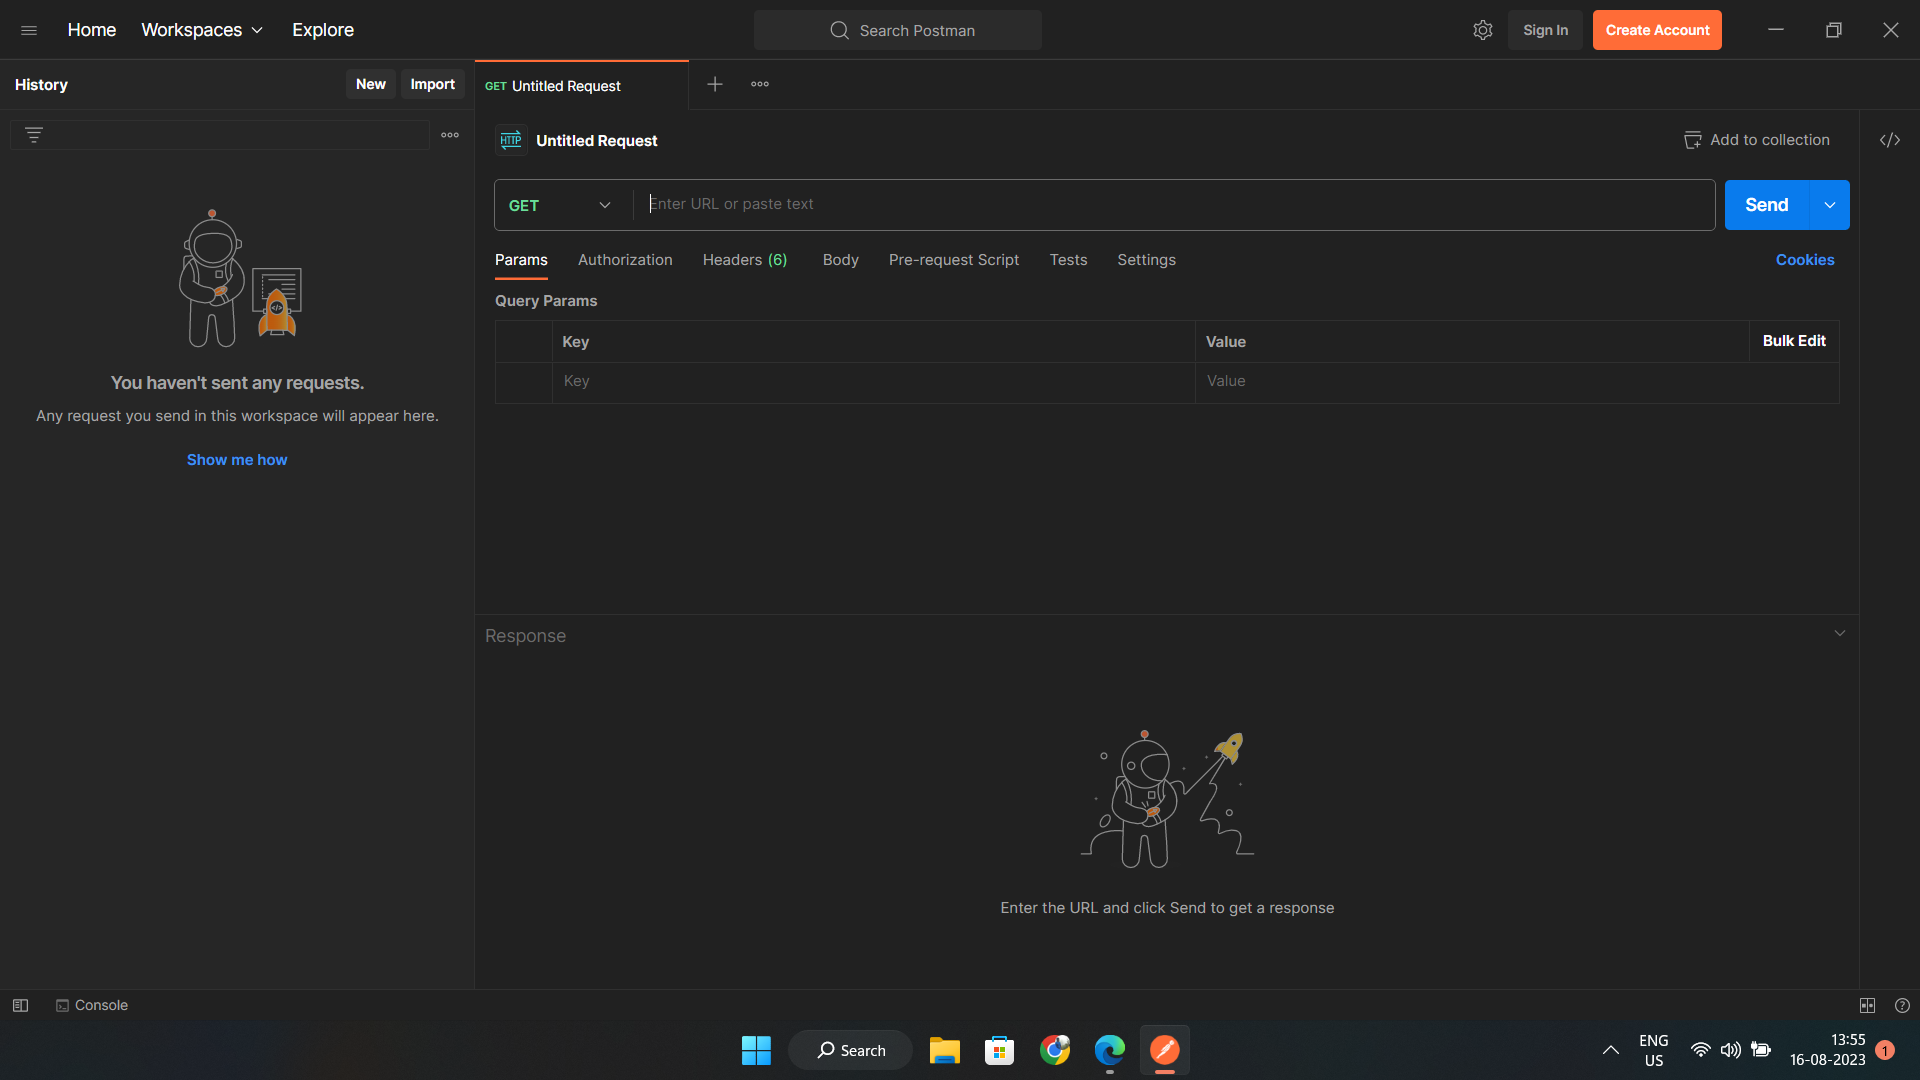 Home
Workspaces
Explore
Search Postman
Sign In
Create Account
History
New
Import
GET Untitled Request
HTTP
Untitled Request
Add to collection
</>
GET
Enter URL or paste text
Send
Params
Authorization
Headers (6)
Body
Pre-request Script
Tests
Settings
Cookies
Query Params
Key
Value
Bulk Edit
Key
Value
</>
You haven't sent any requests.
Any request you send in this workspace will appear here.
Show me how
Response
Enter the URL and click Send to get a response
Console
Search
ENG
US
13:55
16-08-2023
1